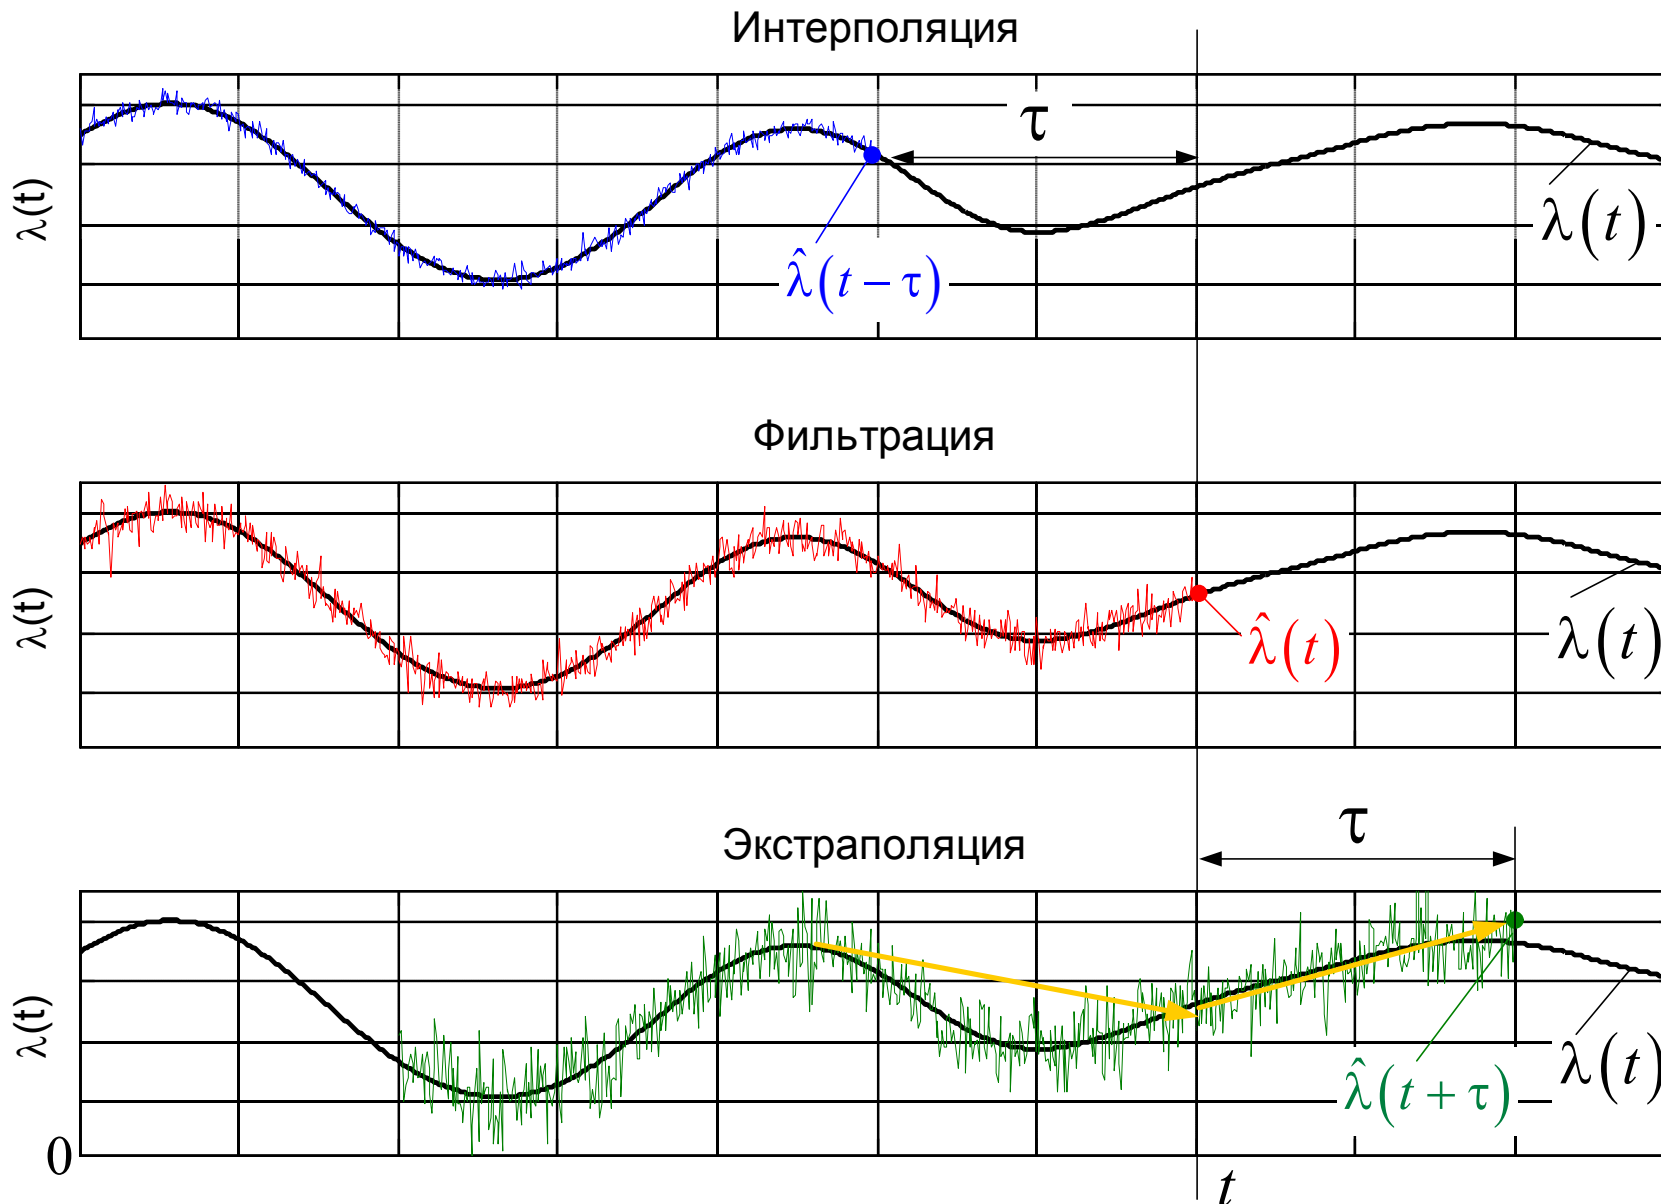 Интерполяция
τ
λ(t)
λ(t)
λ̂(t − τ)
Фильтрация
λ(t)
λ̂(t)
λ(t)
τ
Экстраполяция
λ(t)
λ(t)
λ̂(t + τ)
0
t